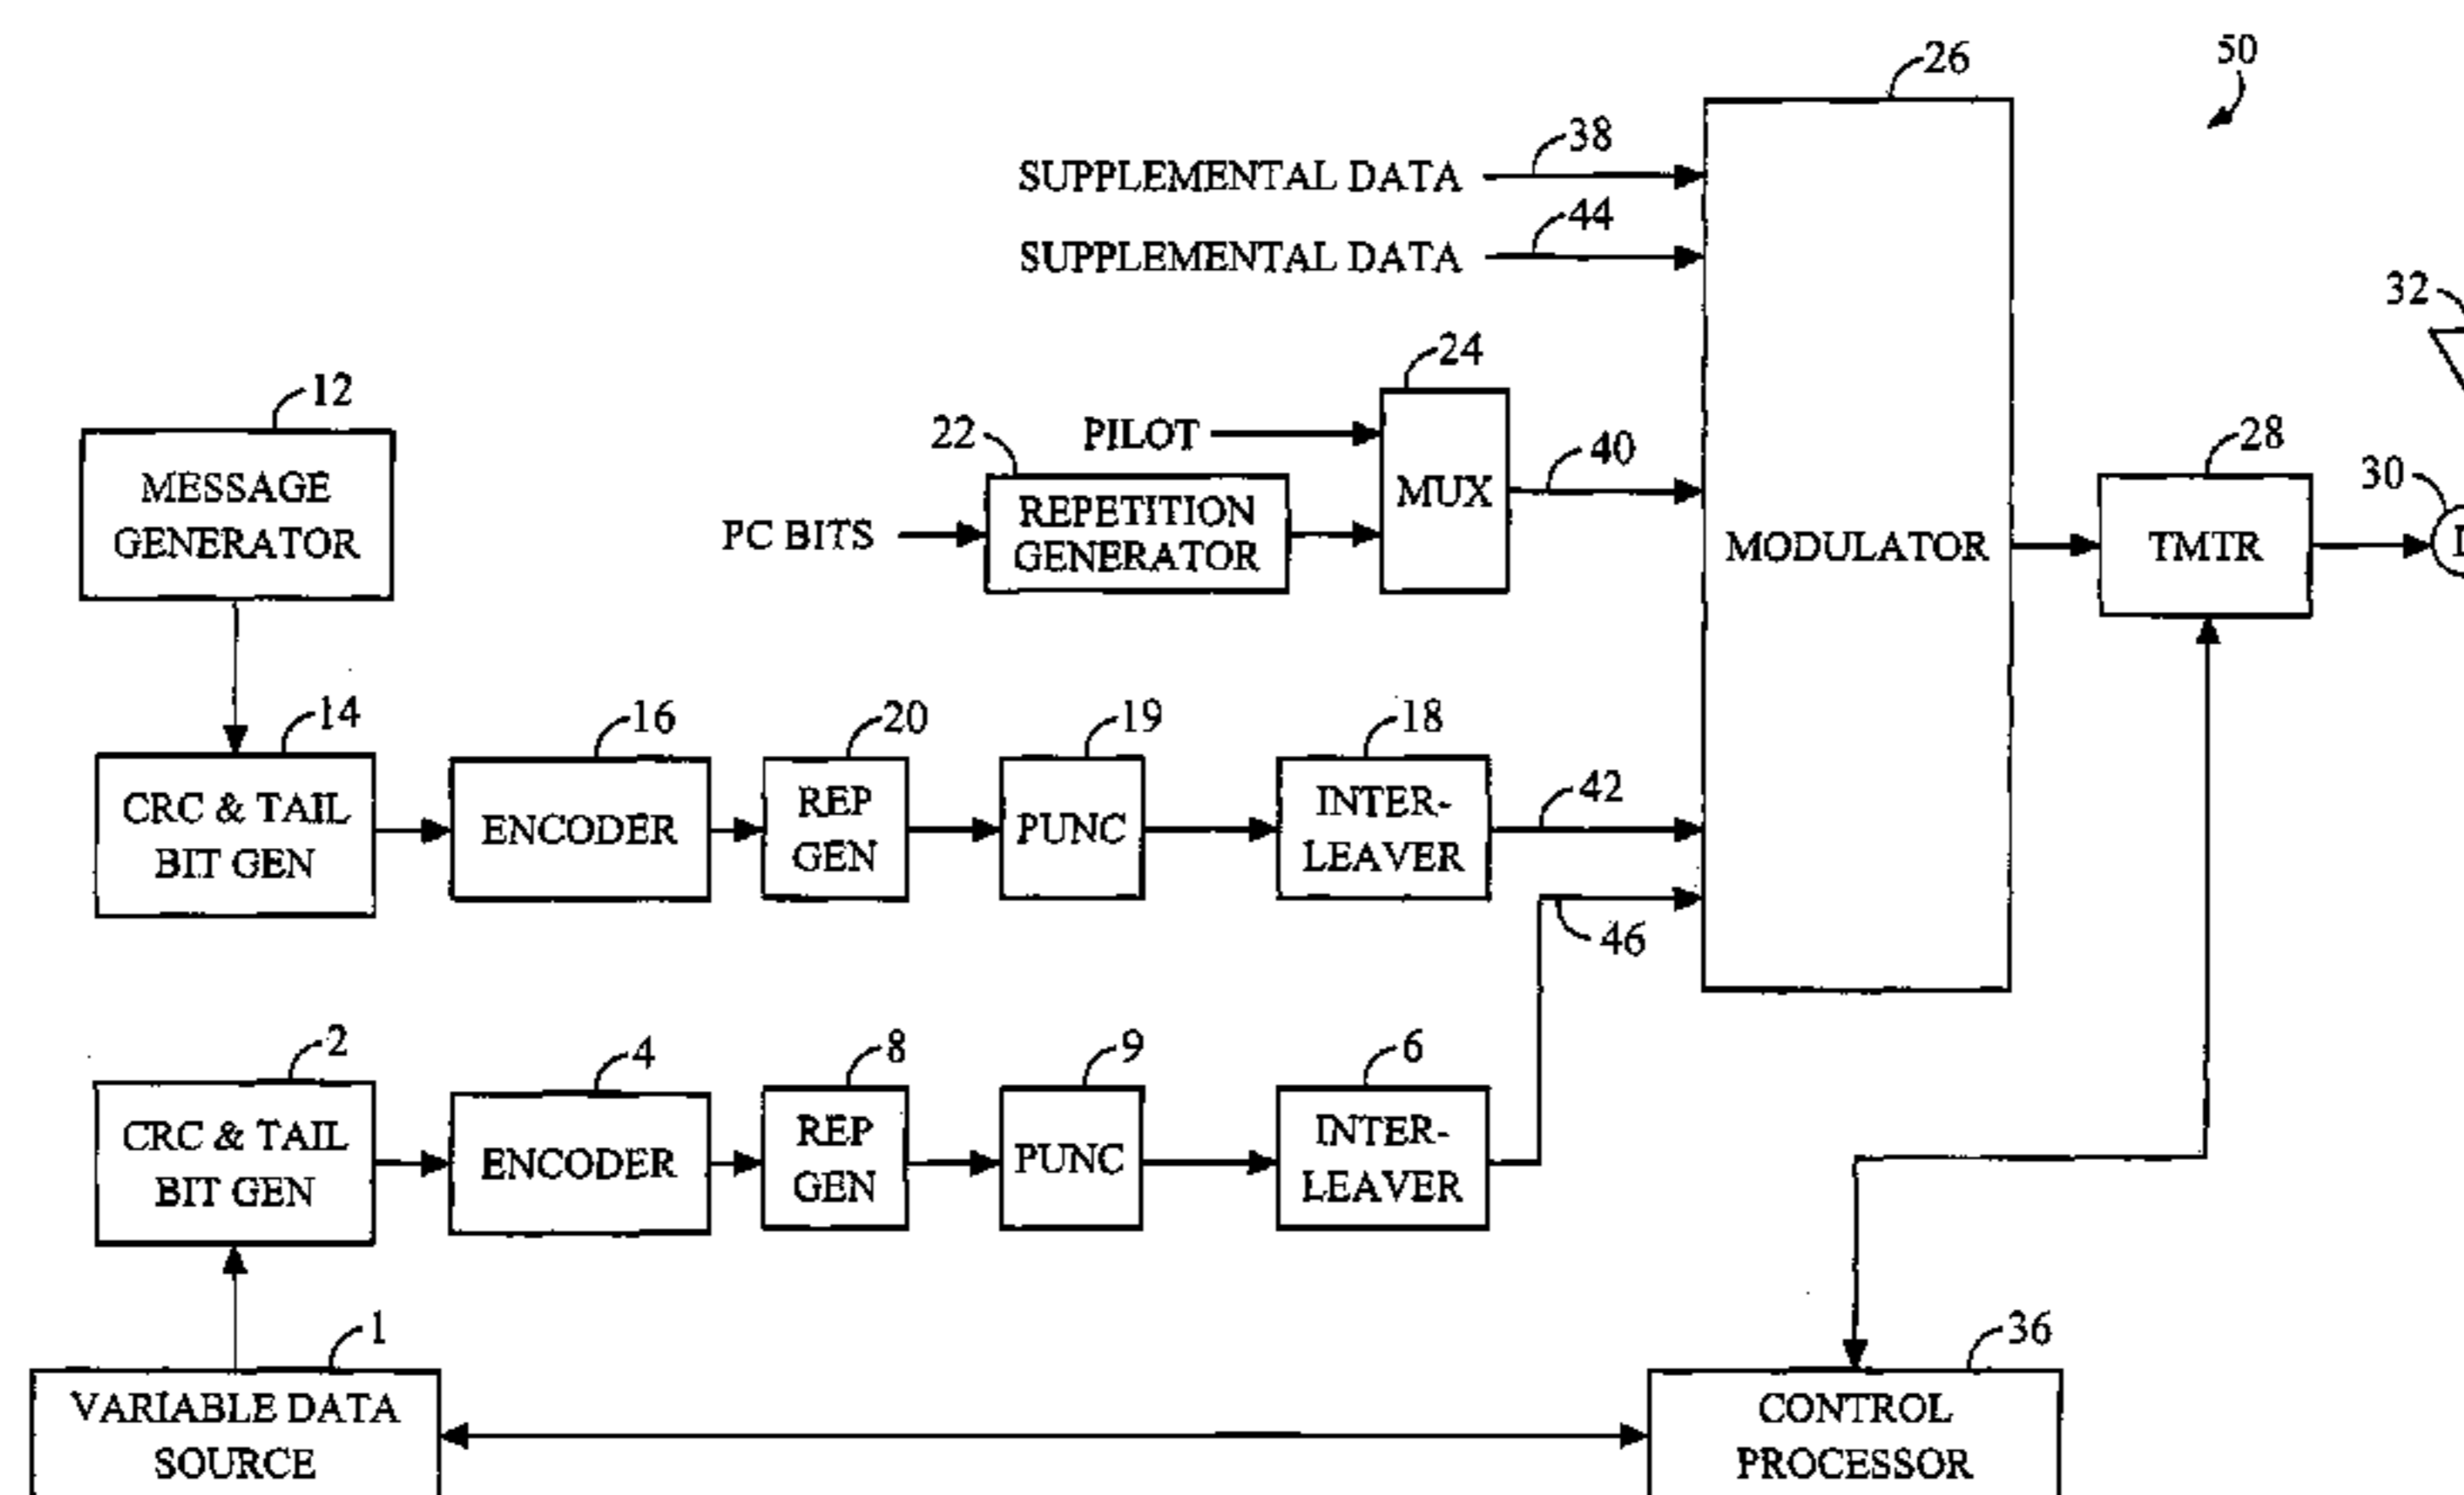 50
26
SUPPLEMENTAL DATA
38
SUPPLEMENTAL DATA
44
32
12
MESSAGE
GENERATOR
24
22
PILOT
PC BITS
REPETITION
GENERATOR
MUX
40
MODULATOR
28
TMTR
30
14
CRC & TAIL
BIT GEN
16
ENCODER
20
REP
GEN
19
PUNC
18
INTER-
LEAVER
42
46
2
CRC & TAIL
BIT GEN
4
ENCODER
8
REP
GEN
9
PUNC
6
INTER-
LEAVER
1
VARIABLE DATA
SOURCE
36
CONTROL
PROCESSOR